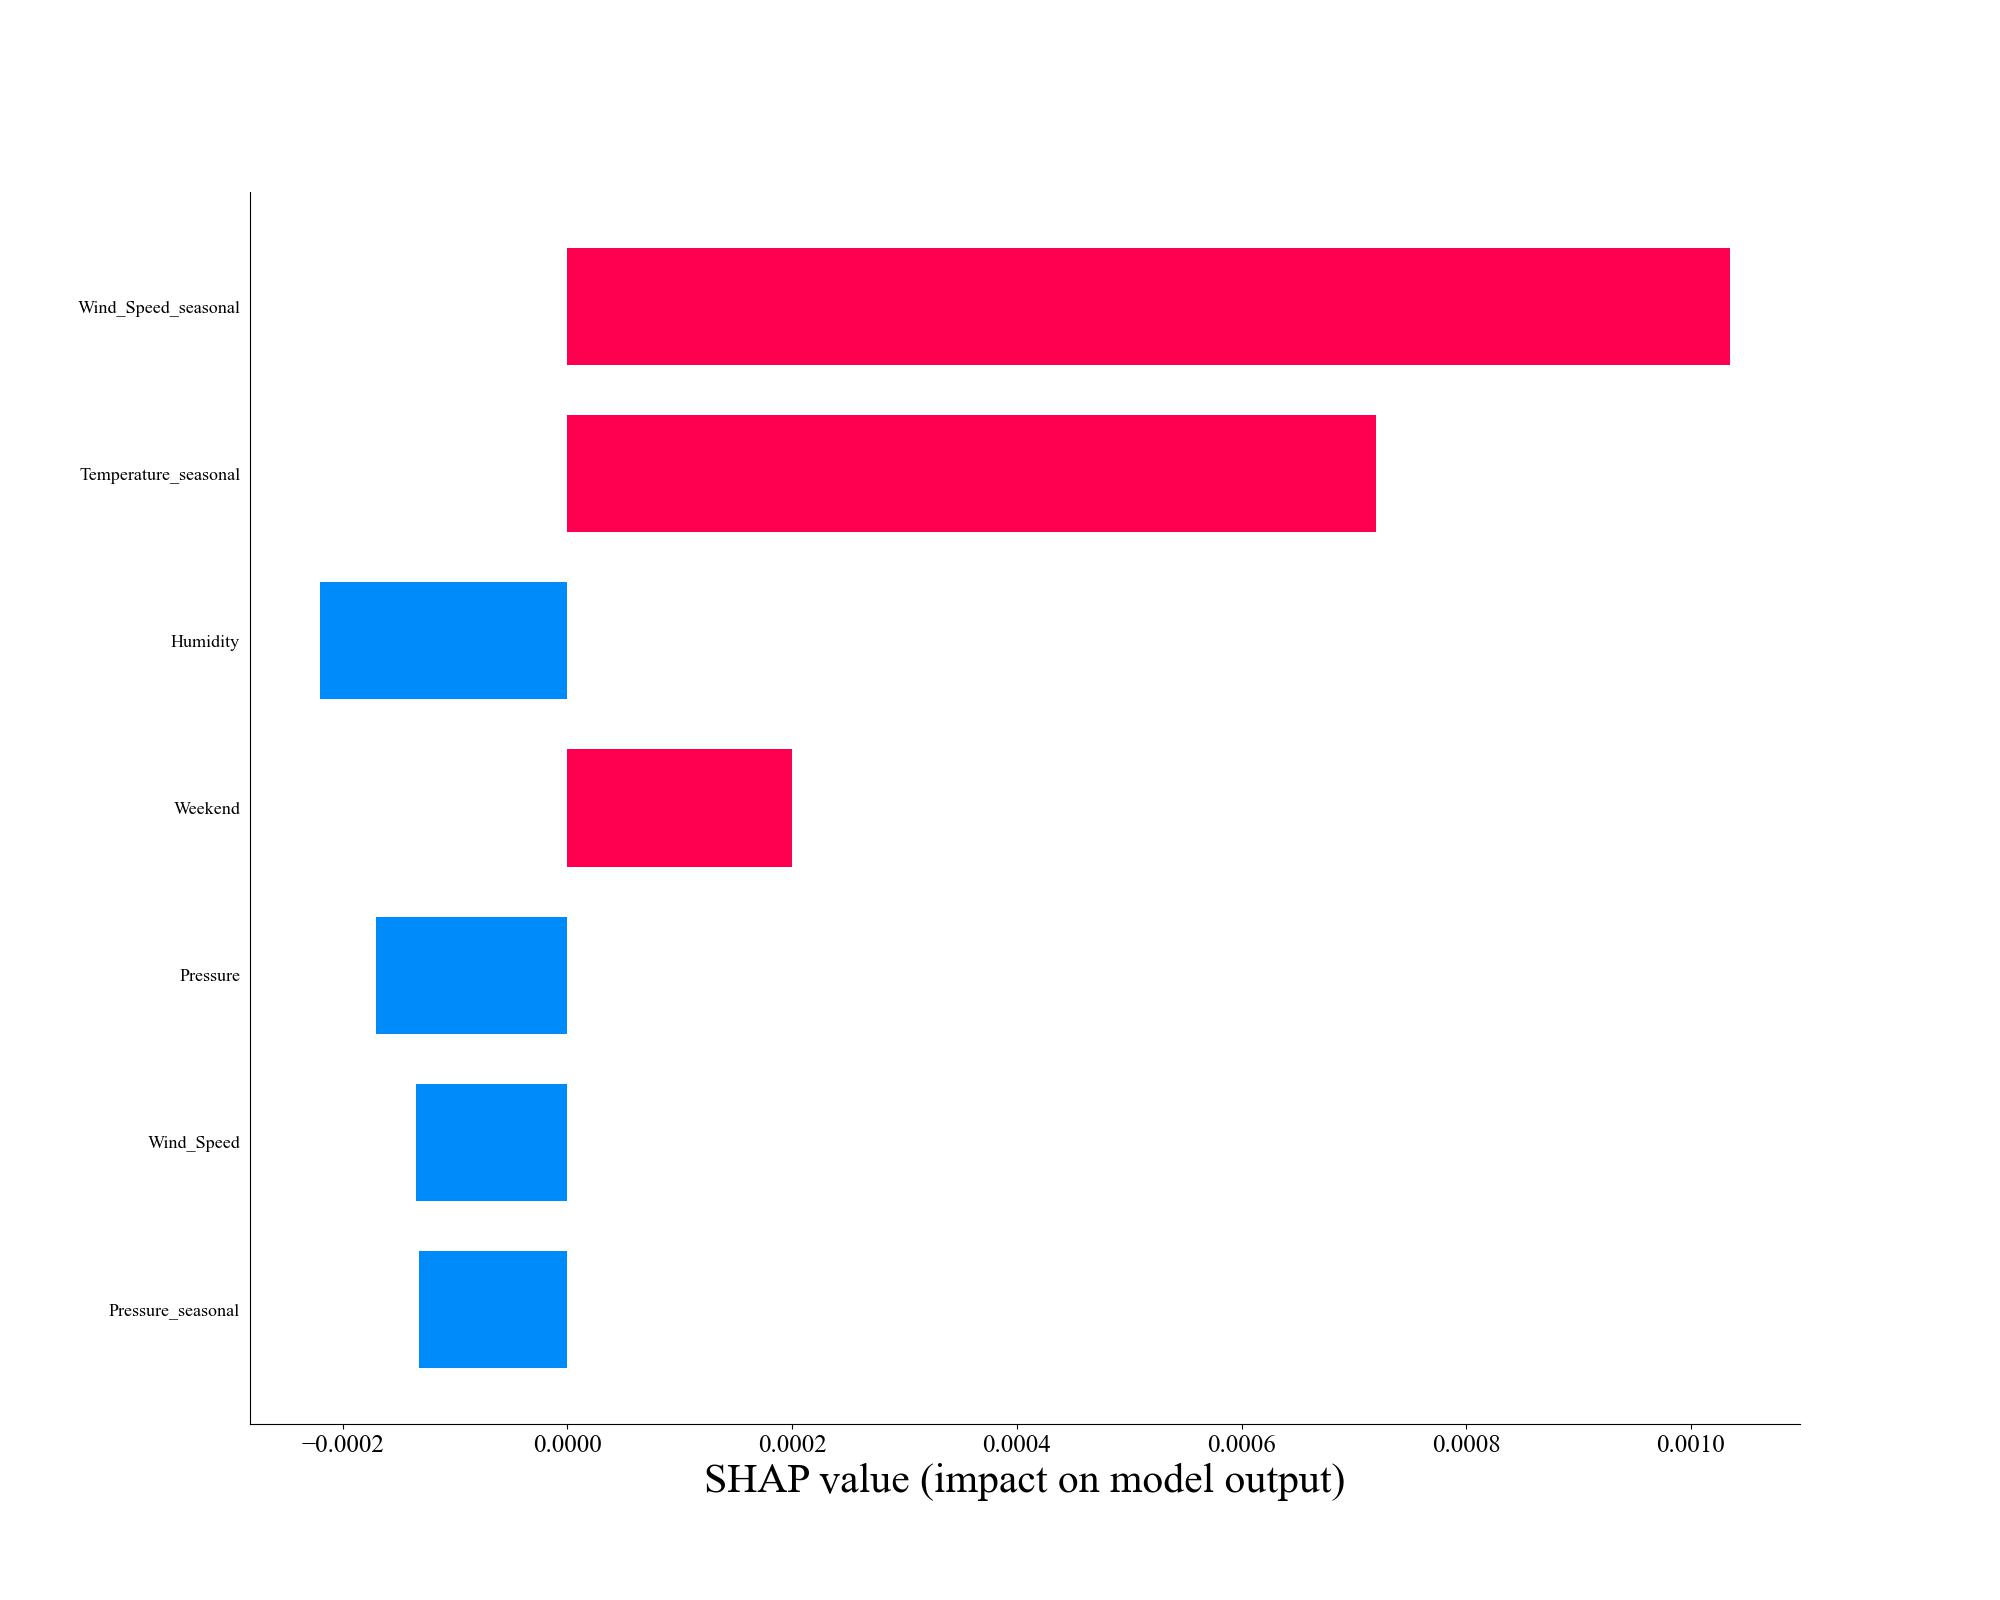 Wind_Speed_seasonal
Temperature_seasonal
Humidity
Weekend
Pressure
Wind_Speed
Pressure_seasonal
−0.0002 0.0000 0.0002 0.0004 0.0006 0.0008 0.0010
SHAP value (impact on model output)